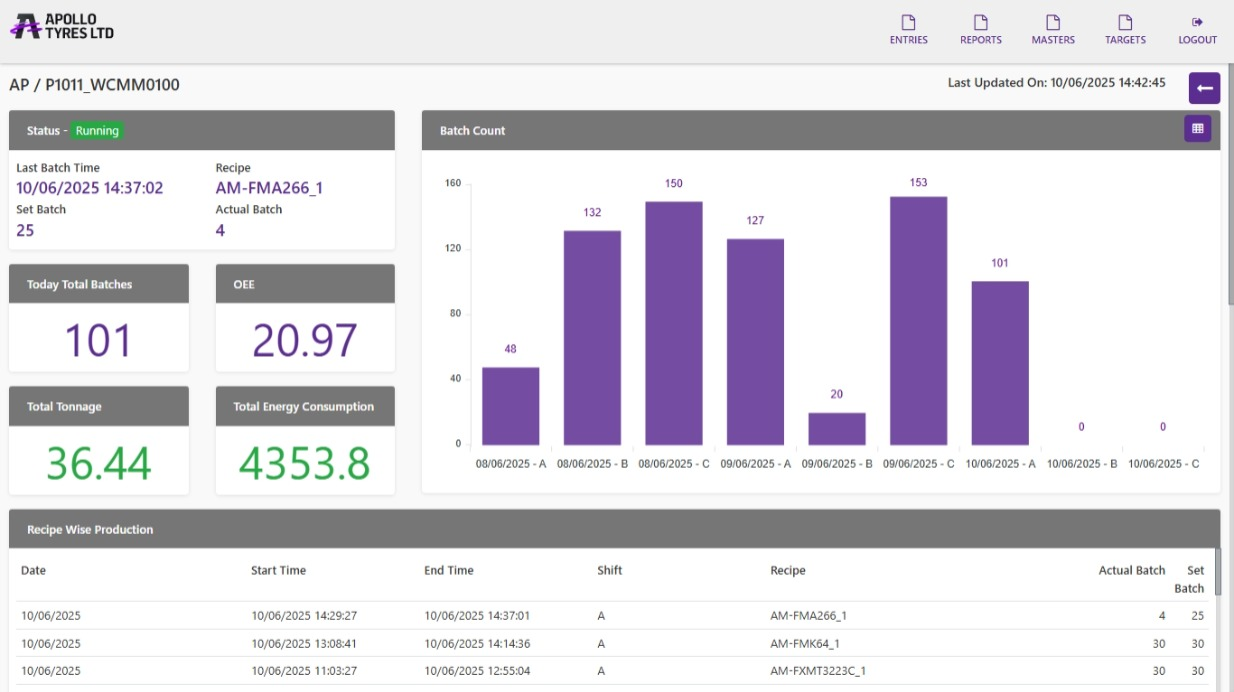 APOLLO
TYRES LTD
ENTRIES REPORTS MASTERS TARGETS LOGOUT
AP / P1011_WCMM0100
Last Updated On: 10/06/2025 14:42:45
Status - Running
Last Batch Time Recipe
10/06/2025 14:37:02 AM-FMA266_1
Set Batch Actual Batch
25 4
Today Total Batches OEE
101 20.97
Total Tonnage Total Energy Consumption
36.44 4353.8
Batch Count
160
120
80
40
0
48 132 150 127 20 153 101 0 0
08/06/2025 - A 08/06/2025 - B 08/06/2025 - C 09/06/2025 - A 09/06/2025 - B 09/06/2025 - C 10/06/2025 - A 10/06/2025 - B 10/06/2025 - C
Recipe Wise Production
Date Start Time End Time Shift Recipe Actual Batch Set
Batch
10/06/2025 10/06/2025 14:29:27 10/06/2025 14:37:01 A AM-FMA266_1 4 25
10/06/2025 10/06/2025 13:08:41 10/06/2025 14:14:36 A AM-FMK64_1 30 30
10/06/2025 10/06/2025 11:03:27 10/06/2025 12:55:04 A AM-FXMT3223C_1 30 30